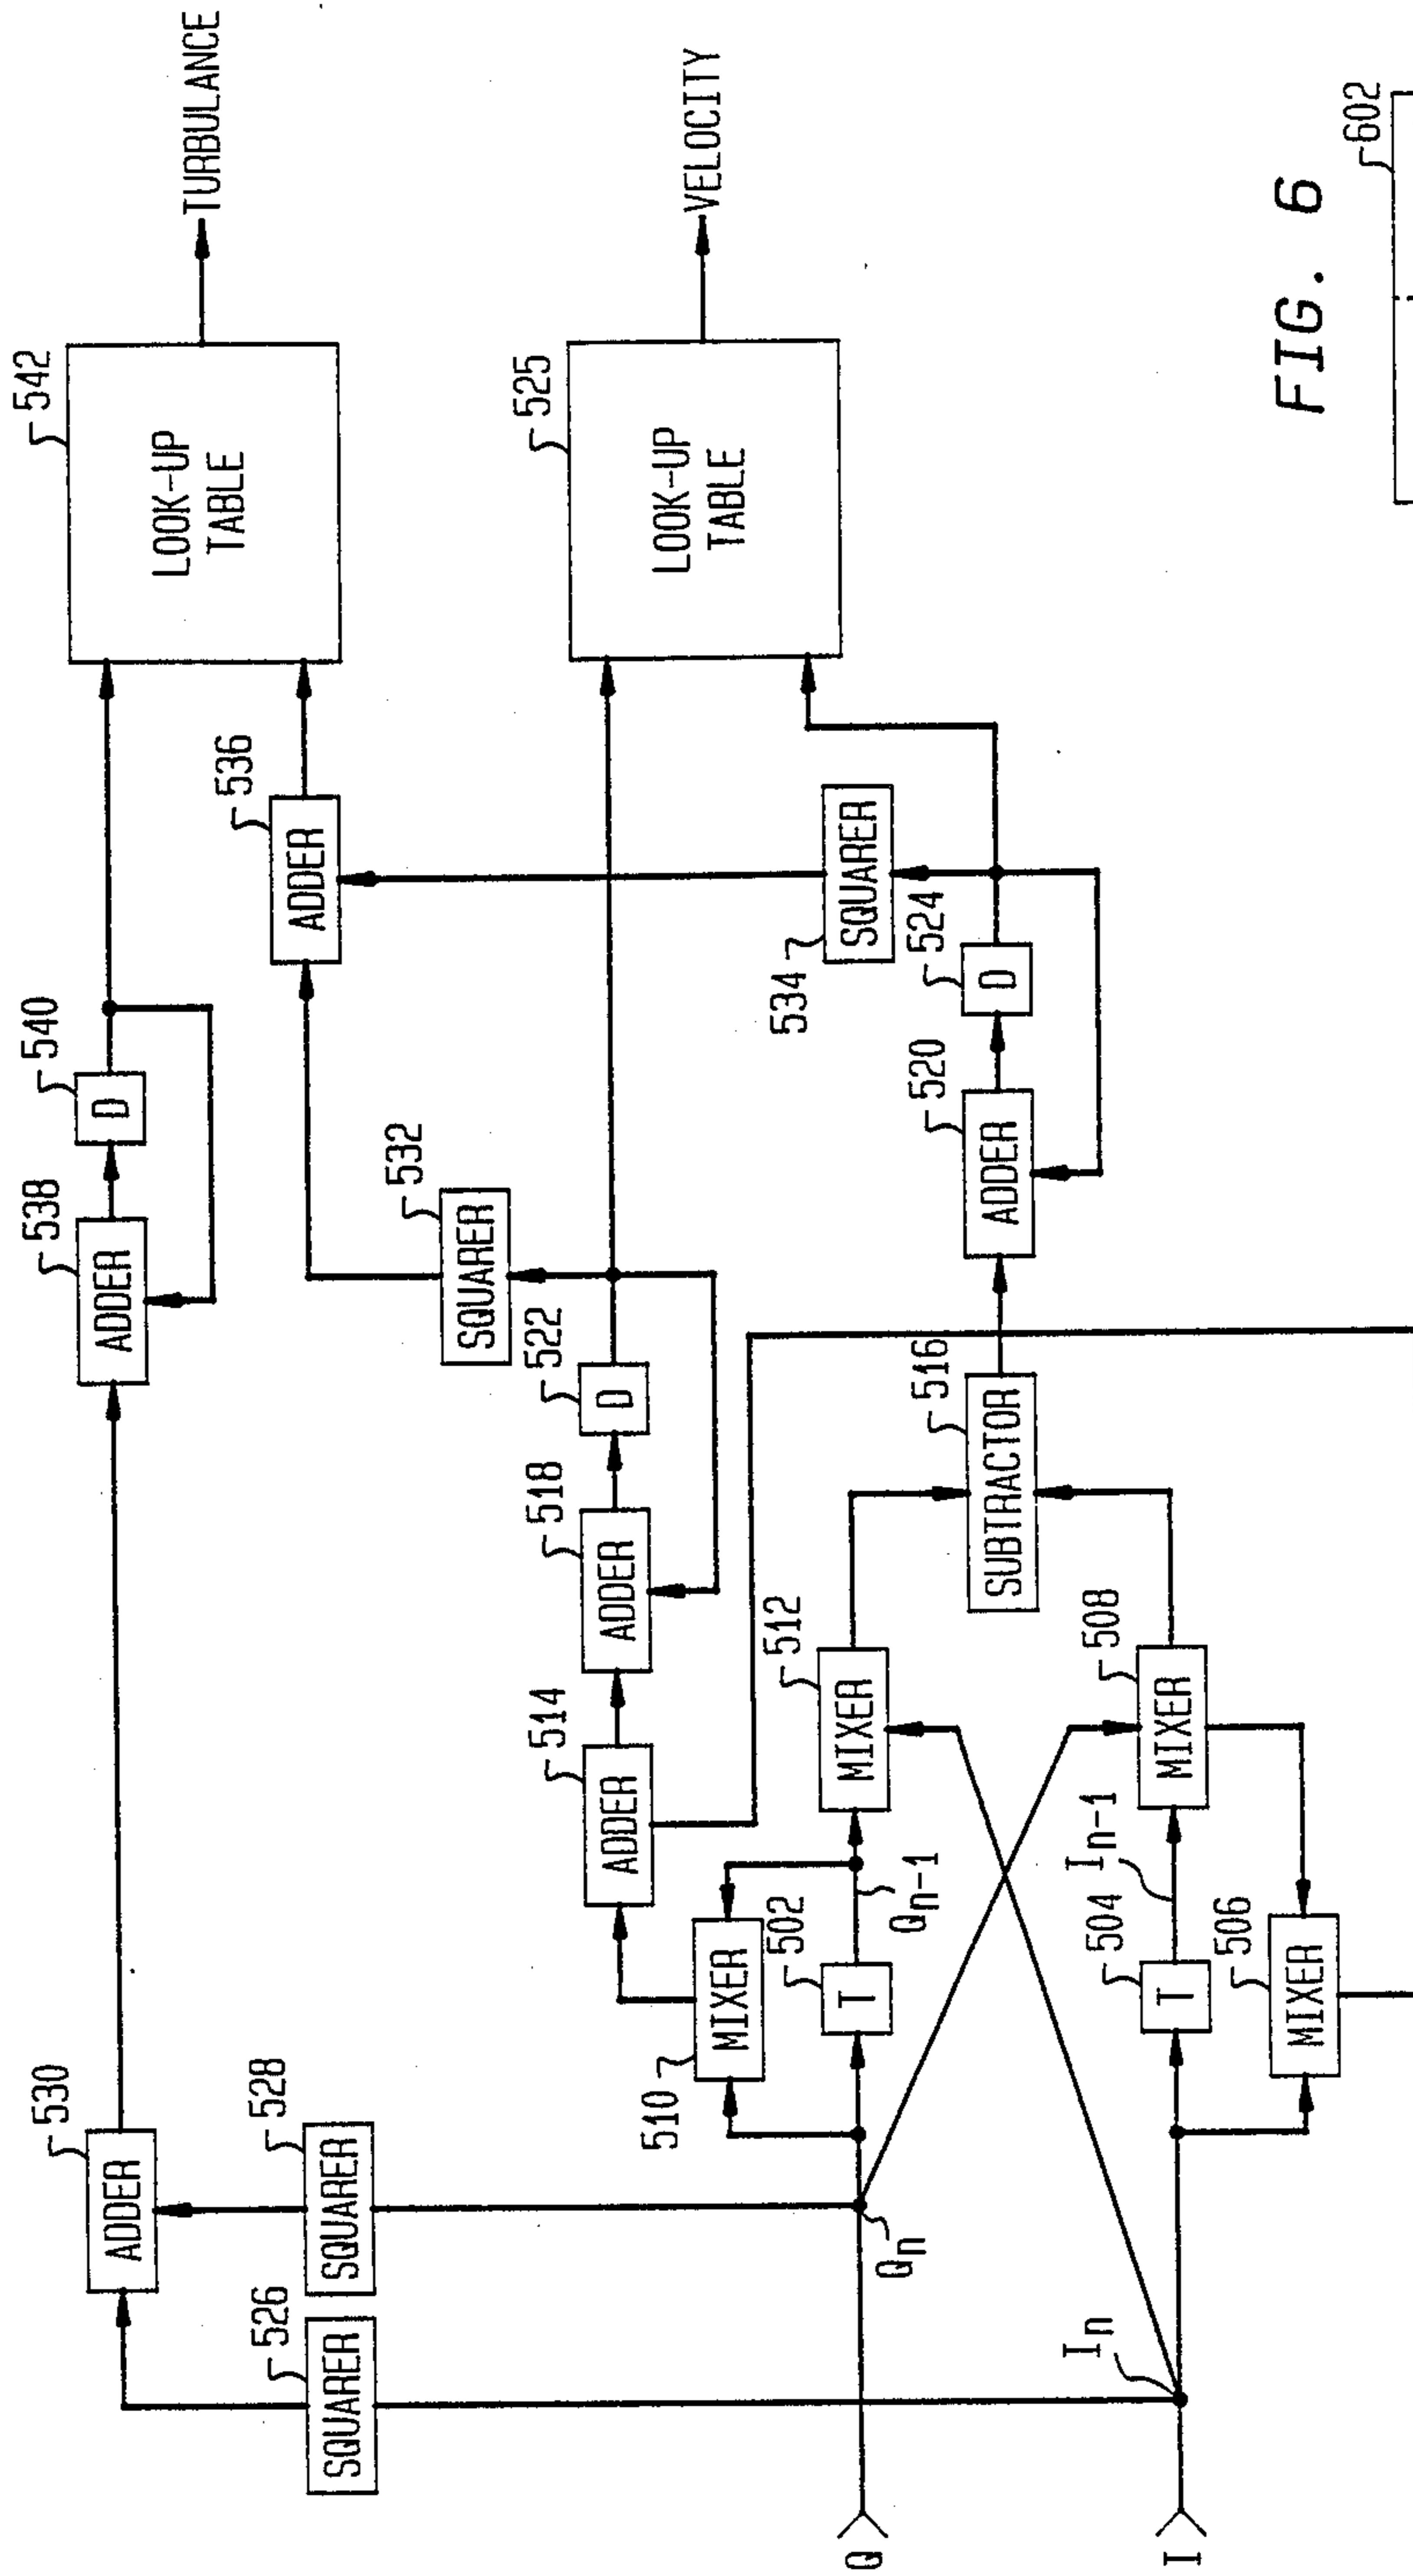 542
LOOK-UP
TABLE
TURBULANCE
540
D
538
ADDER
536
ADDER
530
ADDER
528
SQUARER
526
SQUARER
532
SQUARER
525
LOOK-UP
TABLE
VELOCITY
522
D
518
ADDER
514
ADDER
510
MIXER
502
T
Qn-1
512
MIXER
534
SQUARER
524
D
520
ADDER
516
SUBTRACTOR
508
MIXER
In-1
504
T
506
MIXER
Qn
In
Q
I
FIG. 6
602